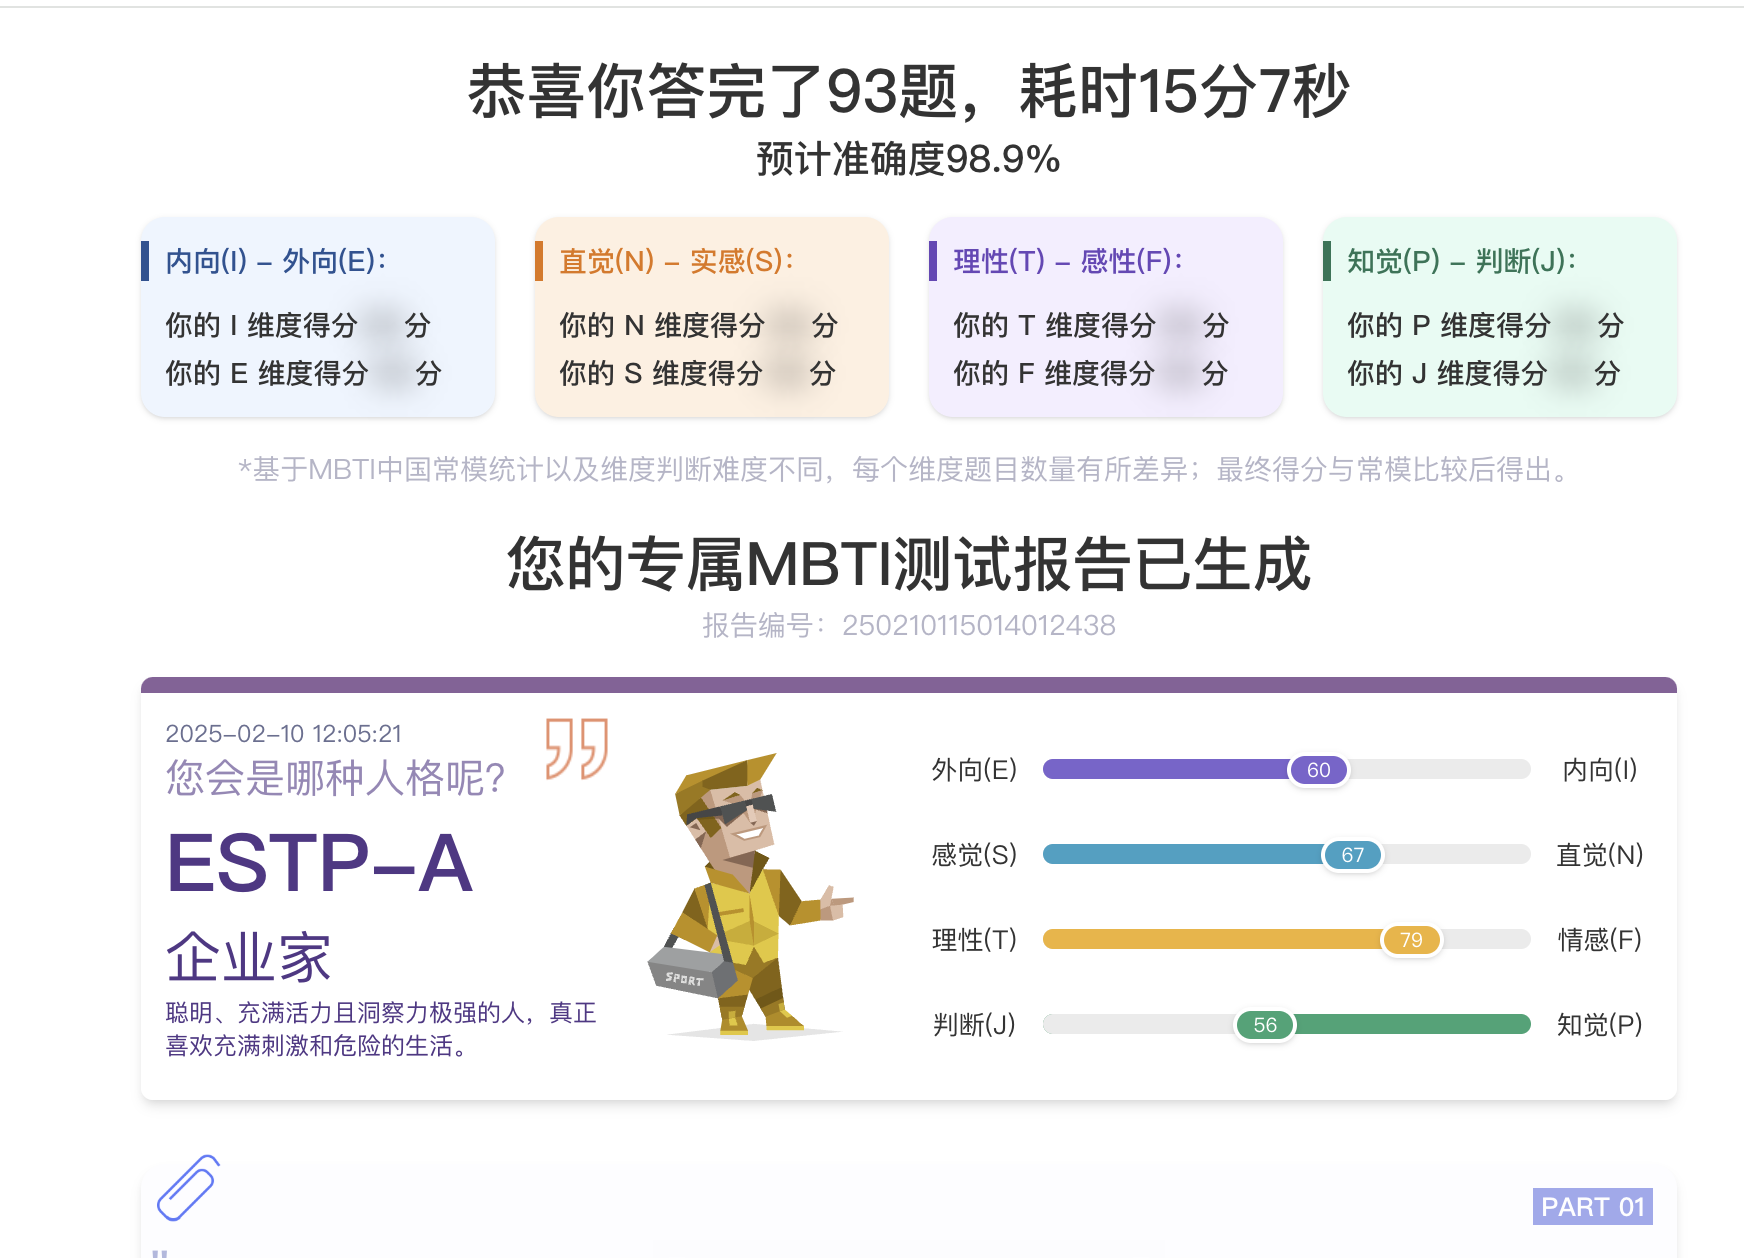 恭喜你答完了93题，耗时15分7秒
预计准确度98.9%
内向(I) – 外向(E)：
你的 I 维度得分 分
你的 E 维度得分 分
直觉(N) – 实感(S)：
你的 N 维度得分 分
你的 S 维度得分 分
理性(T) – 感性(F)：
你的 T 维度得分 分
你的 F 维度得分 分
知觉(P) – 判断(J)：
你的 P 维度得分 分
你的 J 维度得分 分
*基于MBTI中国常模统计以及维度判断难度不同，每个维度题目数量有所差异；最终得分与常模比较后得出。
您的专属MBTI测试报告已生成
报告编号：250210115014012438
2025-02-10 12:05:21
您会是哪种人格呢？
ESTP-A
企业家
聪明、充满活力且洞察力极强的人，真正
喜欢充满刺激和危险的生活。
SPORT
外向(E) 60 内向(I)
感觉(S) 67 直觉(N)
理性(T) 79 情感(F)
判断(J) 56 知觉(P)
PART 01